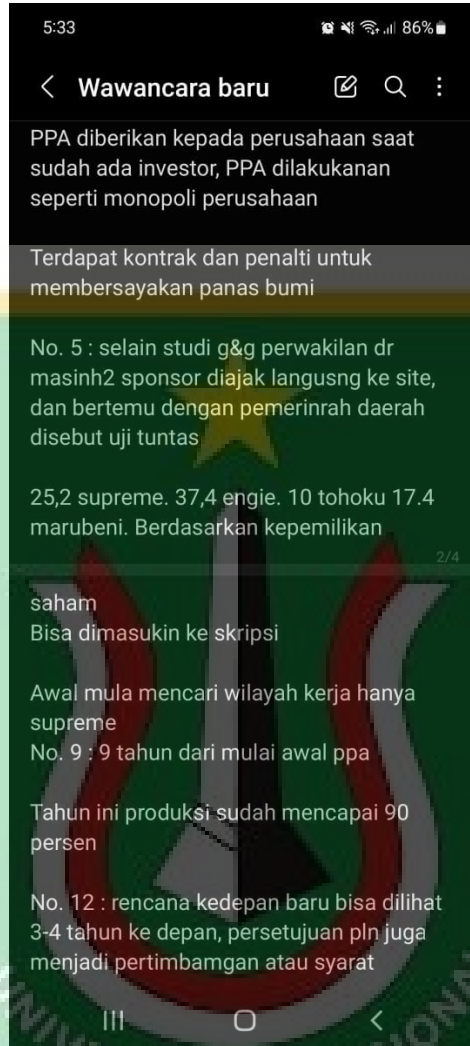 5:33
86%
Wawancara baru
PPA diberikan kepada perusahaan saat
sudah ada investor, PPA dilakukanan
seperti monopoli perusahaan
Terdapat kontrak dan penalti untuk
membersayakan panas bumi
No. 5 : selain studi g&g perwakilan dr
masinh2 sponsor diajak langusng ke site,
dan bertemu dengan pemerinrah daerah
disebut uji tuntas
25,2 supreme. 37,4 engie. 10 tohoku 17.4
marubeni. Berdasarkan kepemilikan
2/4
saham
Bisa dimasukin ke skripsi
Awal mula mencari wilayah kerja hanya
supreme
No. 9 : 9 tahun dari mulai awal ppa
Tahun ini produksi sudah mencapai 90
persen
No. 12 : rencana kedepan baru bisa dilihat
3-4 tahun ke depan, persetujuan pln juga
menjadi pertimbamgan atau syarat